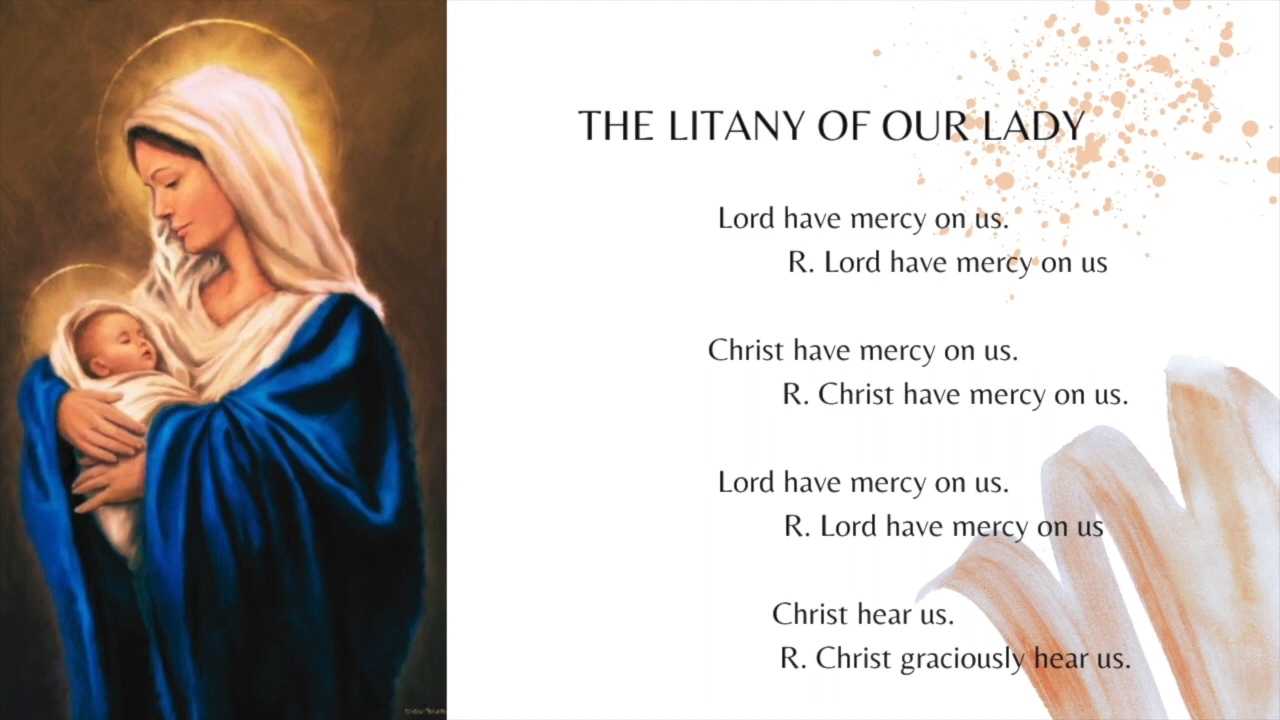 THE LITANY OF OUR LADY
Lord have mercy on us.
R. Lord have mercy on us
Christ have mercy on us.
R. Christ have mercy on us.
Lord have mercy on us.
R. Lord have mercy on us
Christ hear us.
R. Christ graciously hear us.